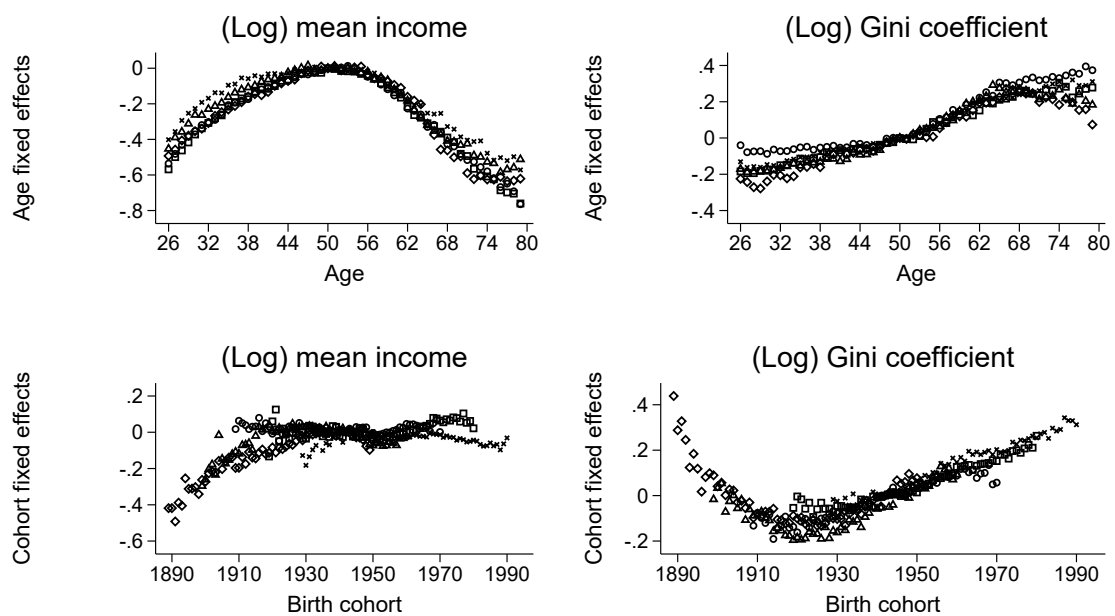 (Log) mean income
(Log) Gini coefficient
Age fixed effects
0
-.2
-.4
-.6
-.8
26 32 38 44 50 56 62 68 74 80
Age
Age fixed effects
.4
.2
0
-.2
-.4
26 32 38 44 50 56 62 68 74 80
Age
(Log) mean income
(Log) Gini coefficient
Cohort fixed effects
.2
0
-.2
-.4
-.6
1890 1910 1930 1950 1970 1990
Birth cohort
Cohort fixed effects
.4
.2
0
-.2
1890 1910 1930 1950 1970 1990
Birth cohort